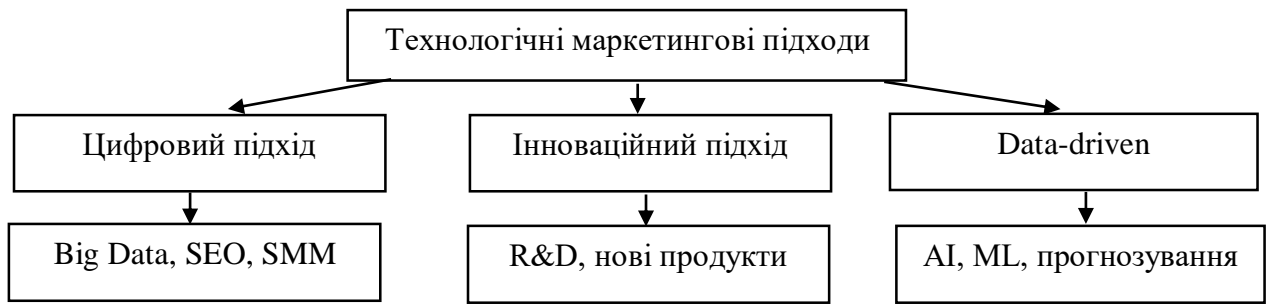 Технологічні маркетингові підходи
Цифровий підхід
Інноваційний підхід
Data-driven
Big Data, SEO, SMM
R&D, нові продукти
AI, ML, прогнозування